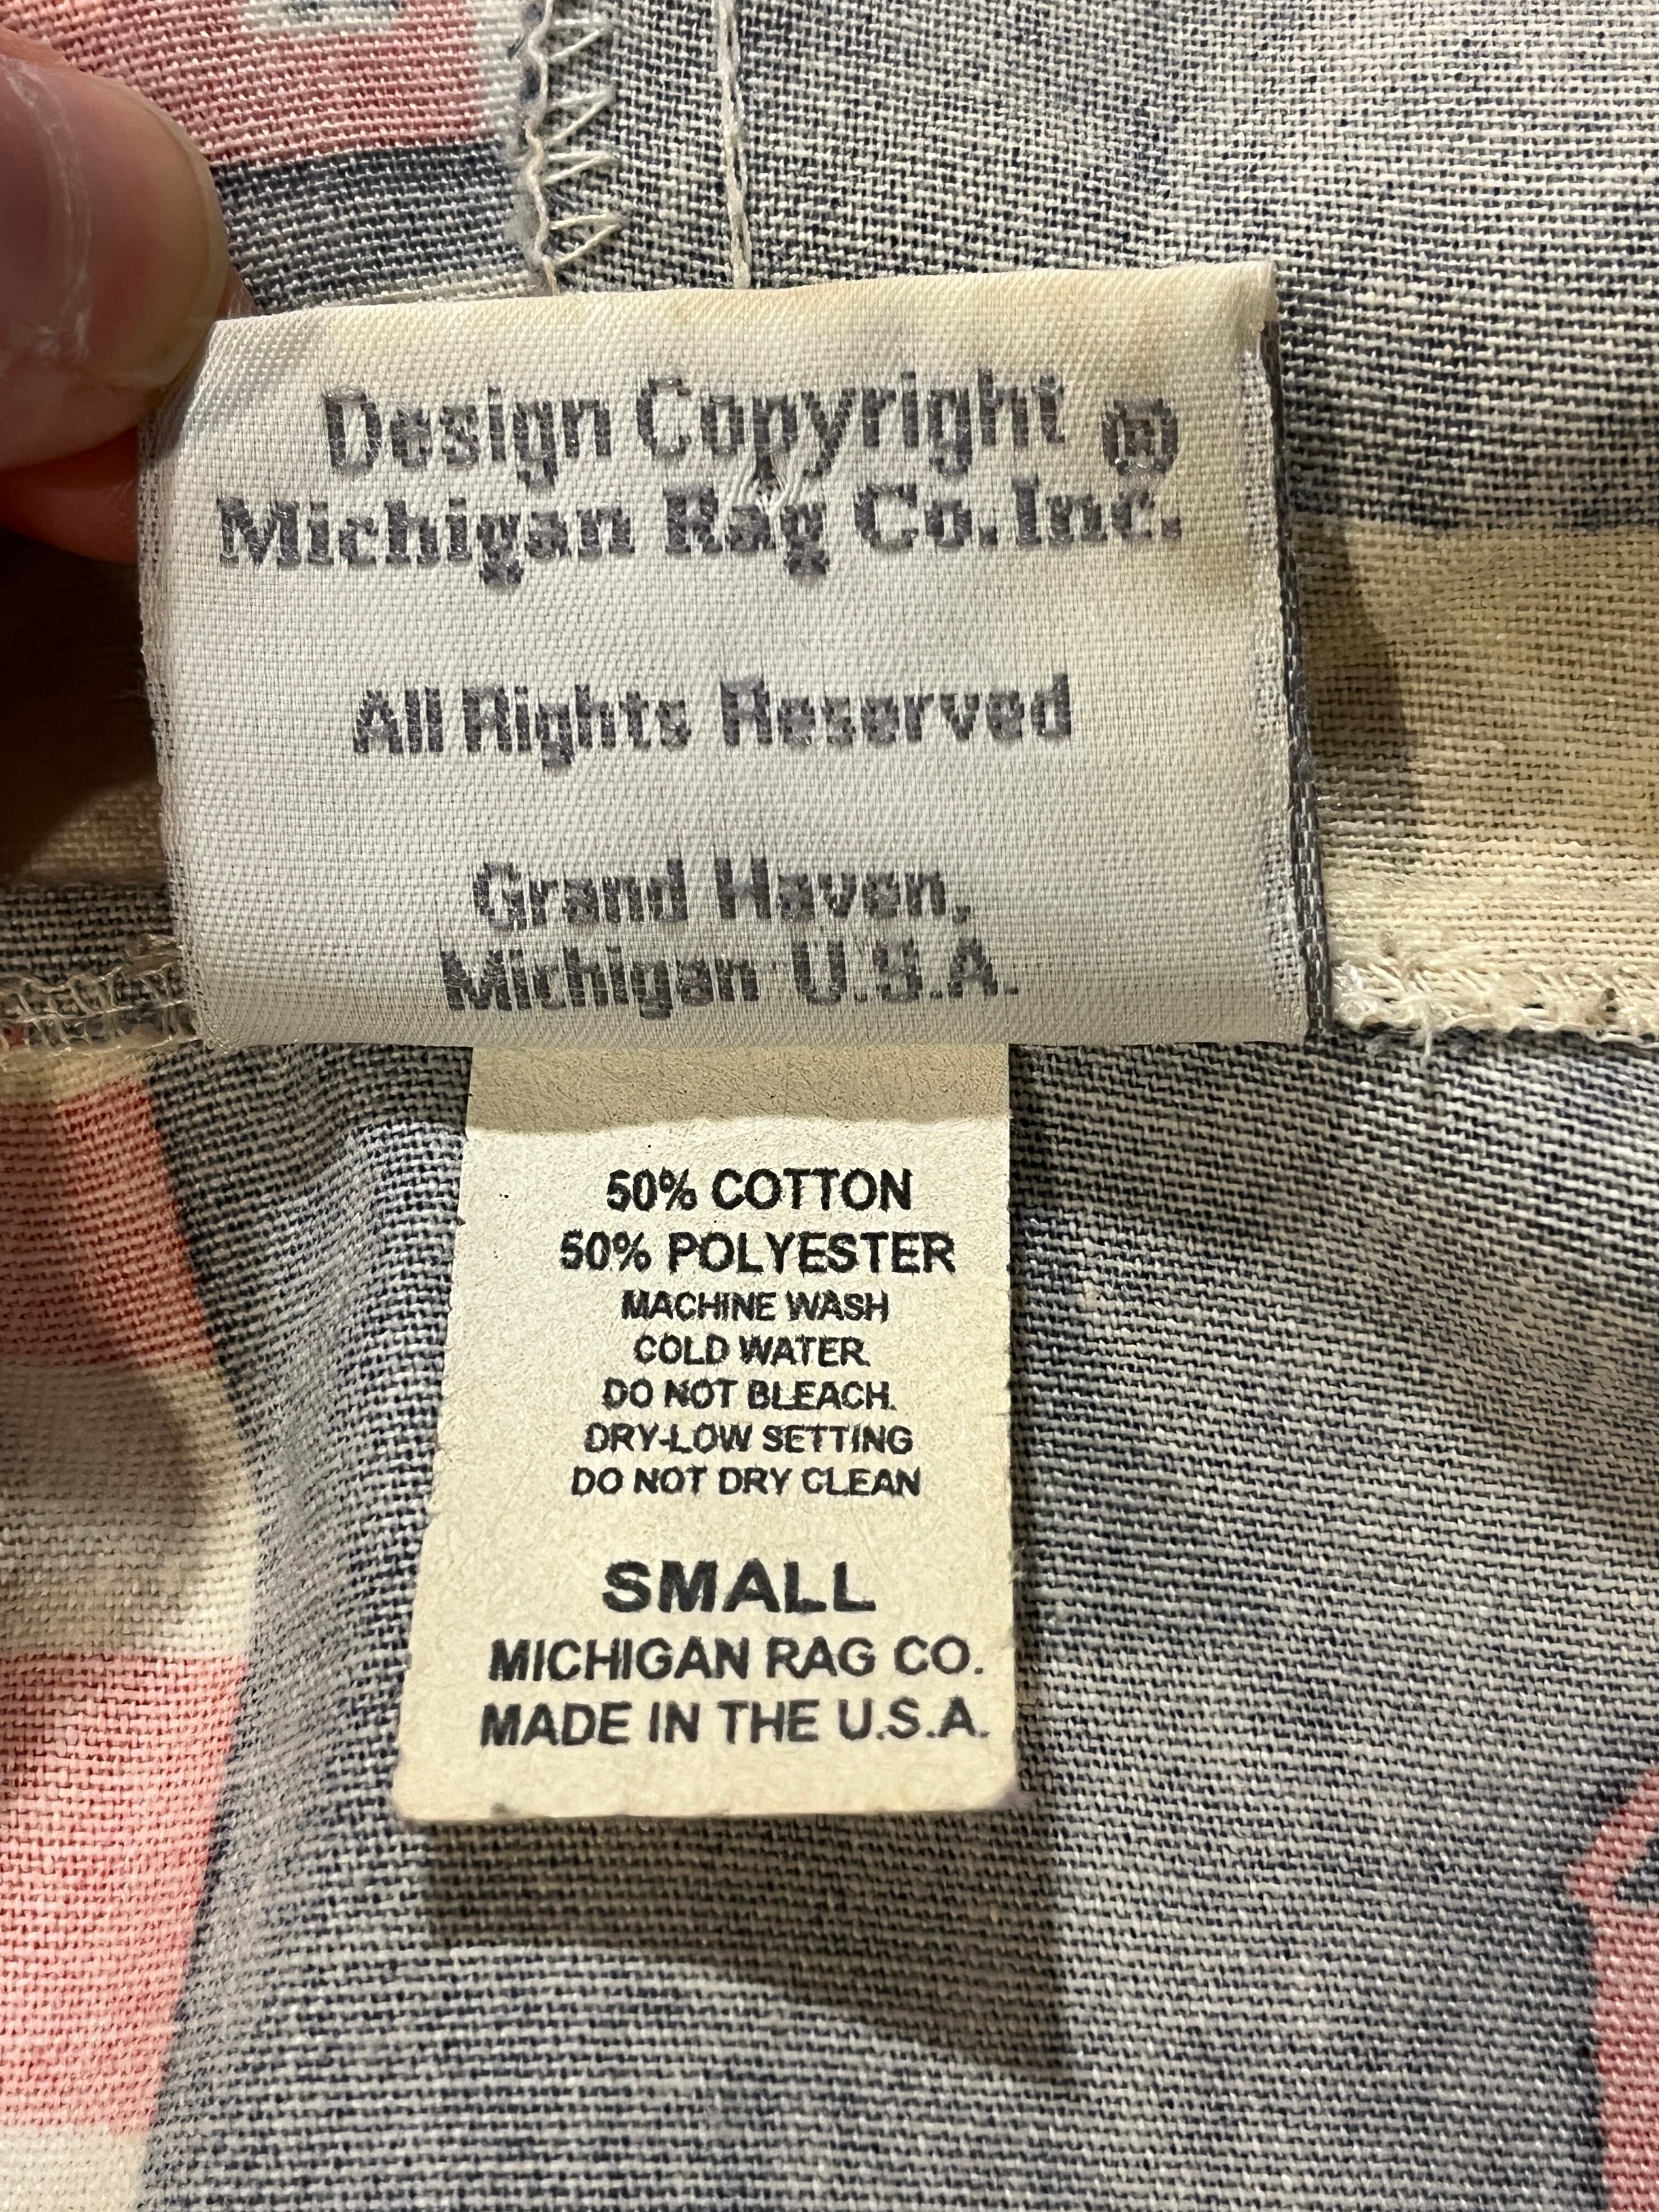 Design Copyright ®
Michigan Rag Co. Inc.
All Rights Reserved
Grand Haven,
Michigan U.S.A.
50% COTTON
50% POLYESTER
MACHINE WASH
COLD WATER.
DO NOT BLEACH.
DRY-LOW SETTING
DO NOT DRY CLEAN
SMALL
MICHIGAN RAG CO.
MADE IN THE U.S.A.